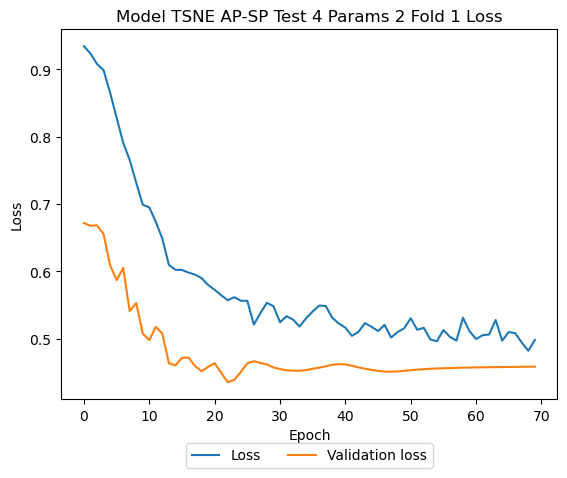 Model TSNE AP-SP Test 4 Params 2 Fold 1 Loss
0.9
0.8
0.7
0.6
0.5
Loss
0 10 20 30 40 50 60 70
Epoch
Loss Validation loss